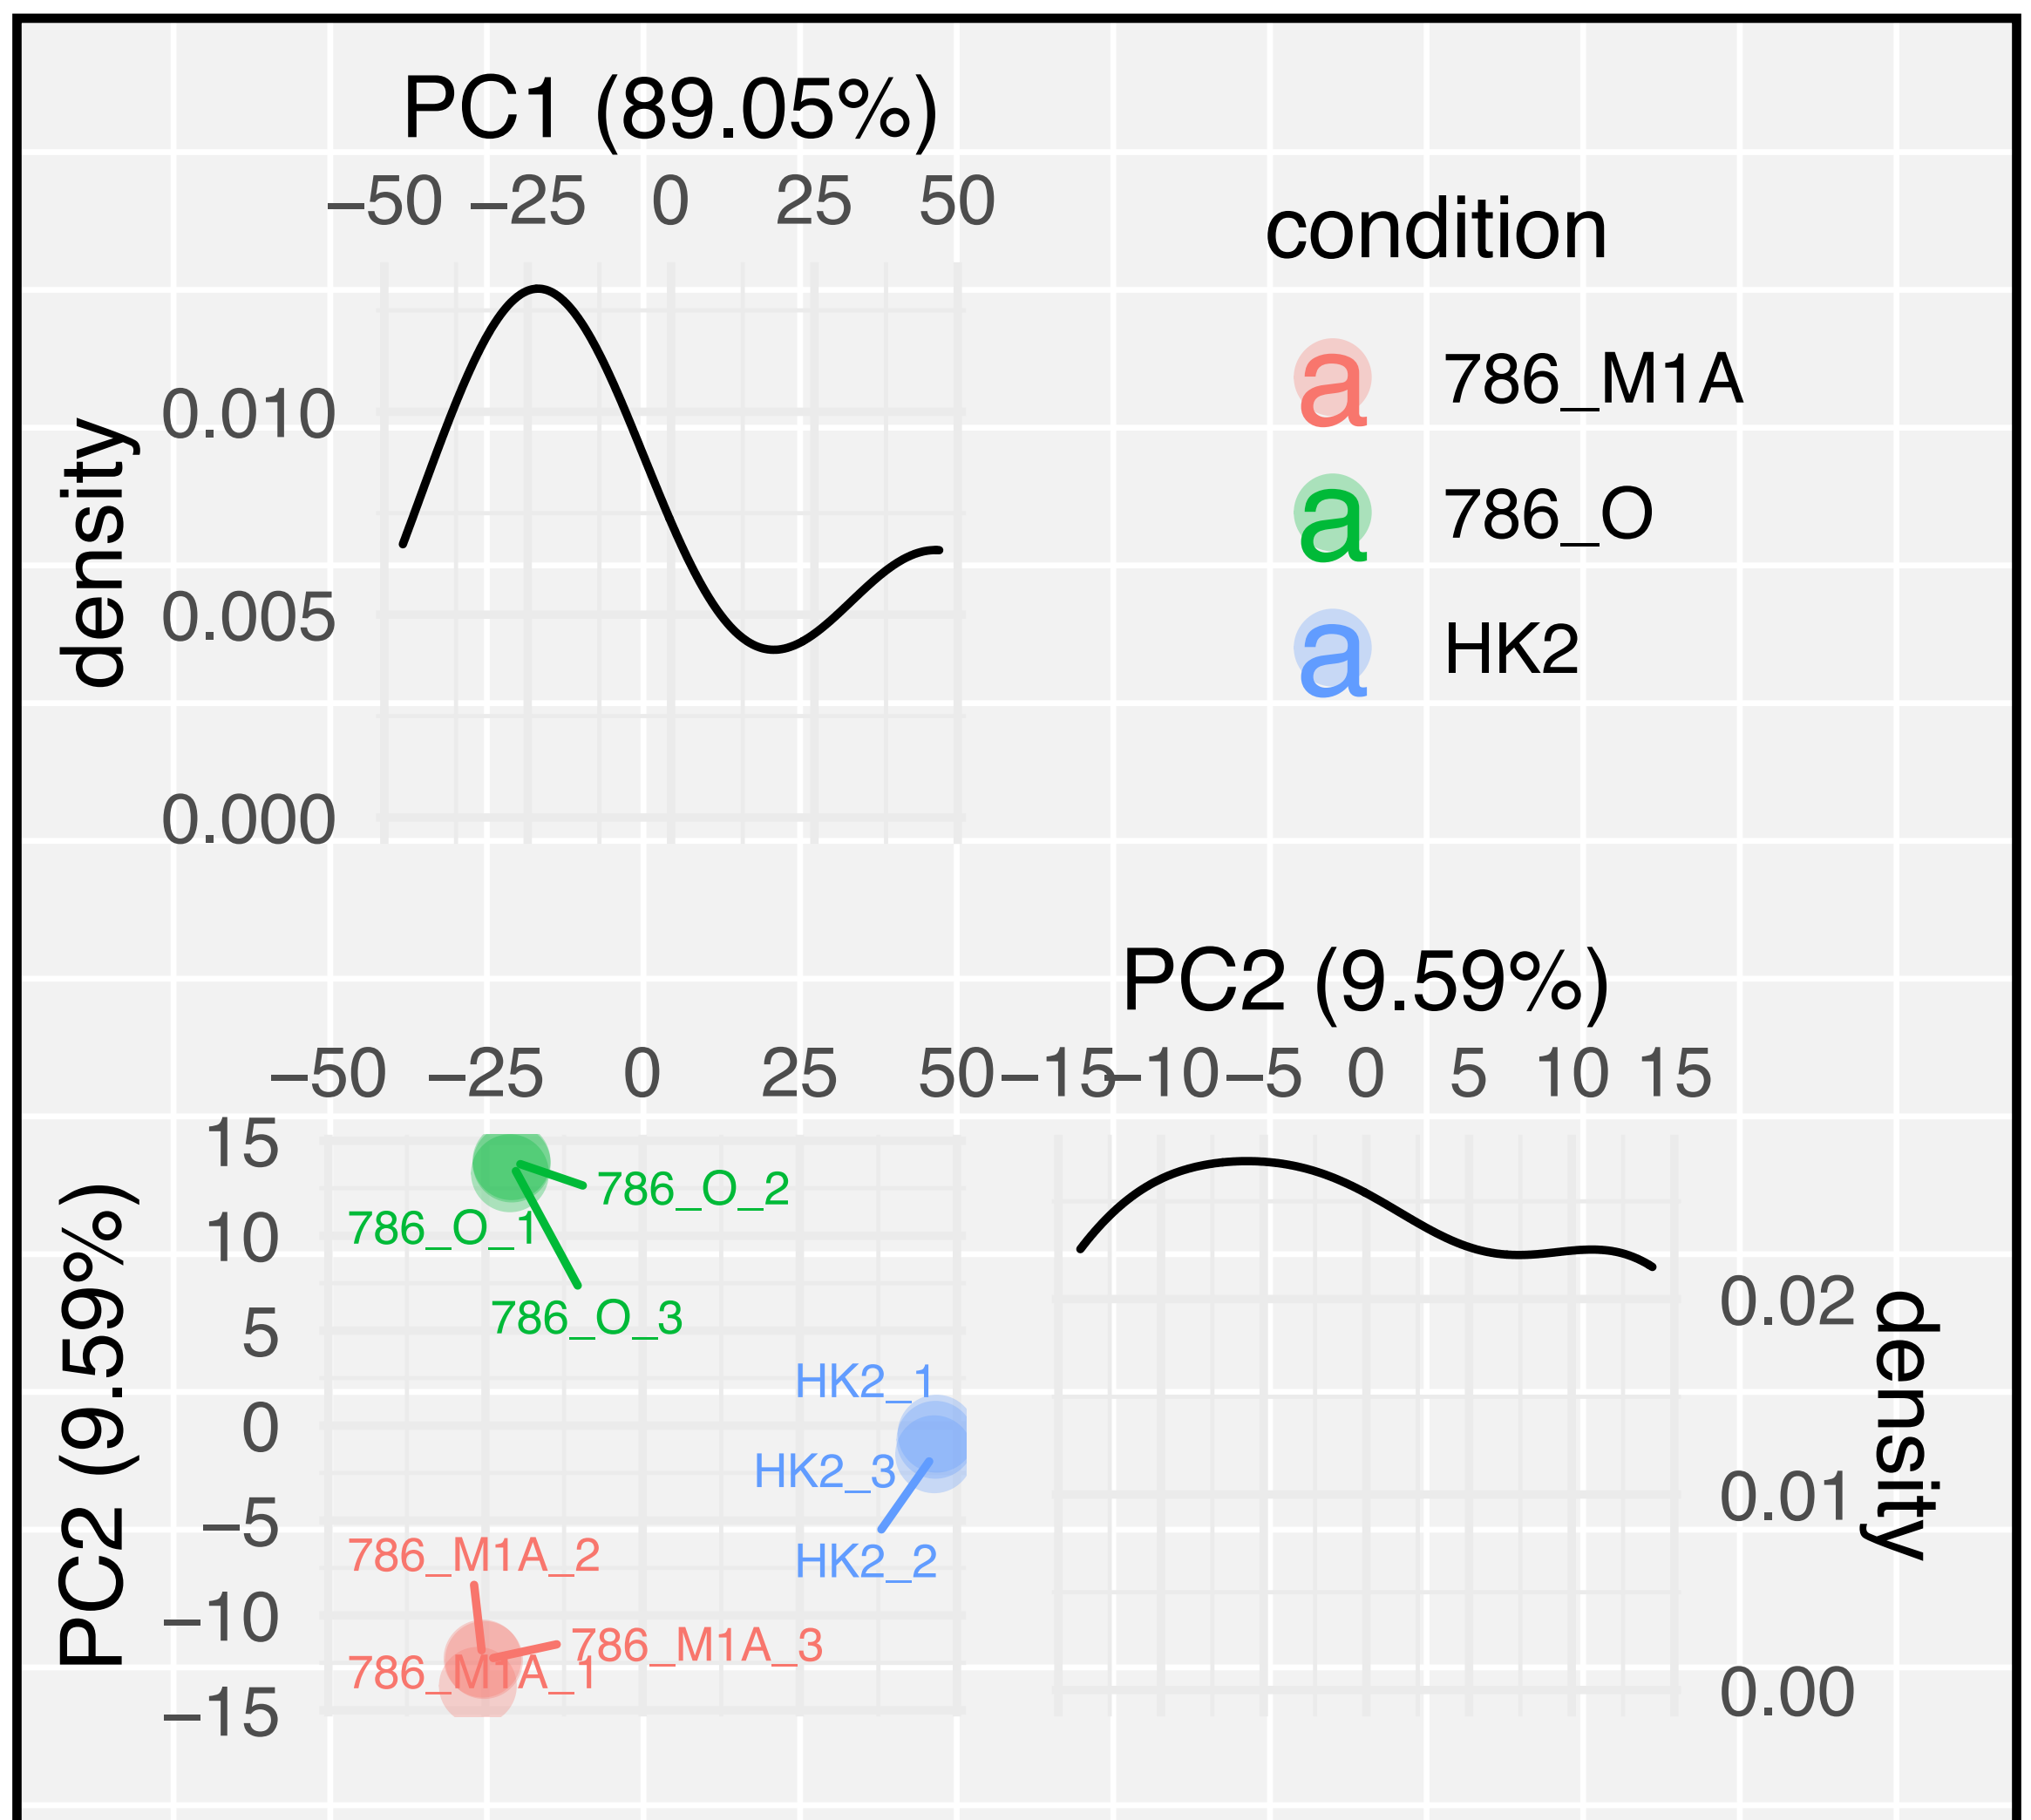 PC1 (89.05%)
−50 −25 0 25 50
density
0.010
0.005
0.000
condition
a 786_M1A
a 786_O
a HK2
PC2 (9.59%)
−50 −25 0 25 50
−15 −10 −5 0 5 10 15
PC2 (9.59%)
15
10
5
0
−5
−10
−15
786_O_2
786_O_1
786_O_3
HK2_1
HK2_3
HK2_2
786_M1A_2
786_M1A_3
786_M1A_1
0.02
0.01
0.00
density